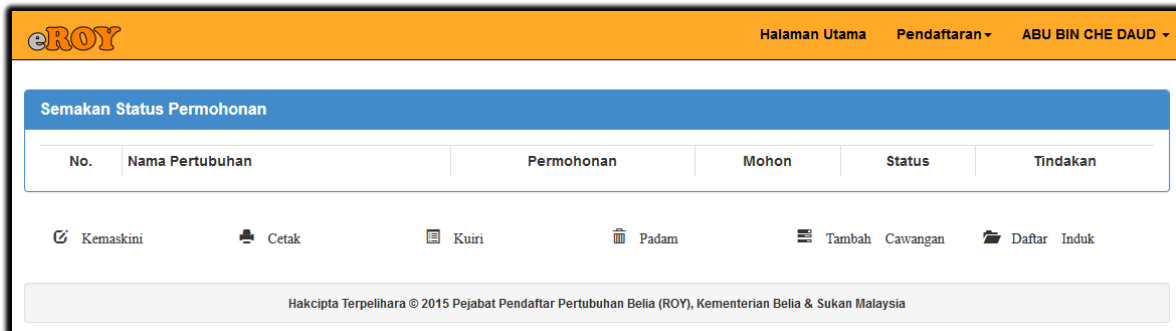 eROY Halaman Utama Pendaftaran ABU BIN CHE DAUD
Semakan Status Permohonan
No. Nama Pertubuhan Permohonan Mohon Status Tindakan
Kemaskini Cetak Kuiri Padam Tambah Cawangan Daftar Induk
Hakcipta Terpelihara © 2015 Pejabat Pendaftar Pertubuhan Belia (ROY), Kementerian Belia & Sukan Malaysia